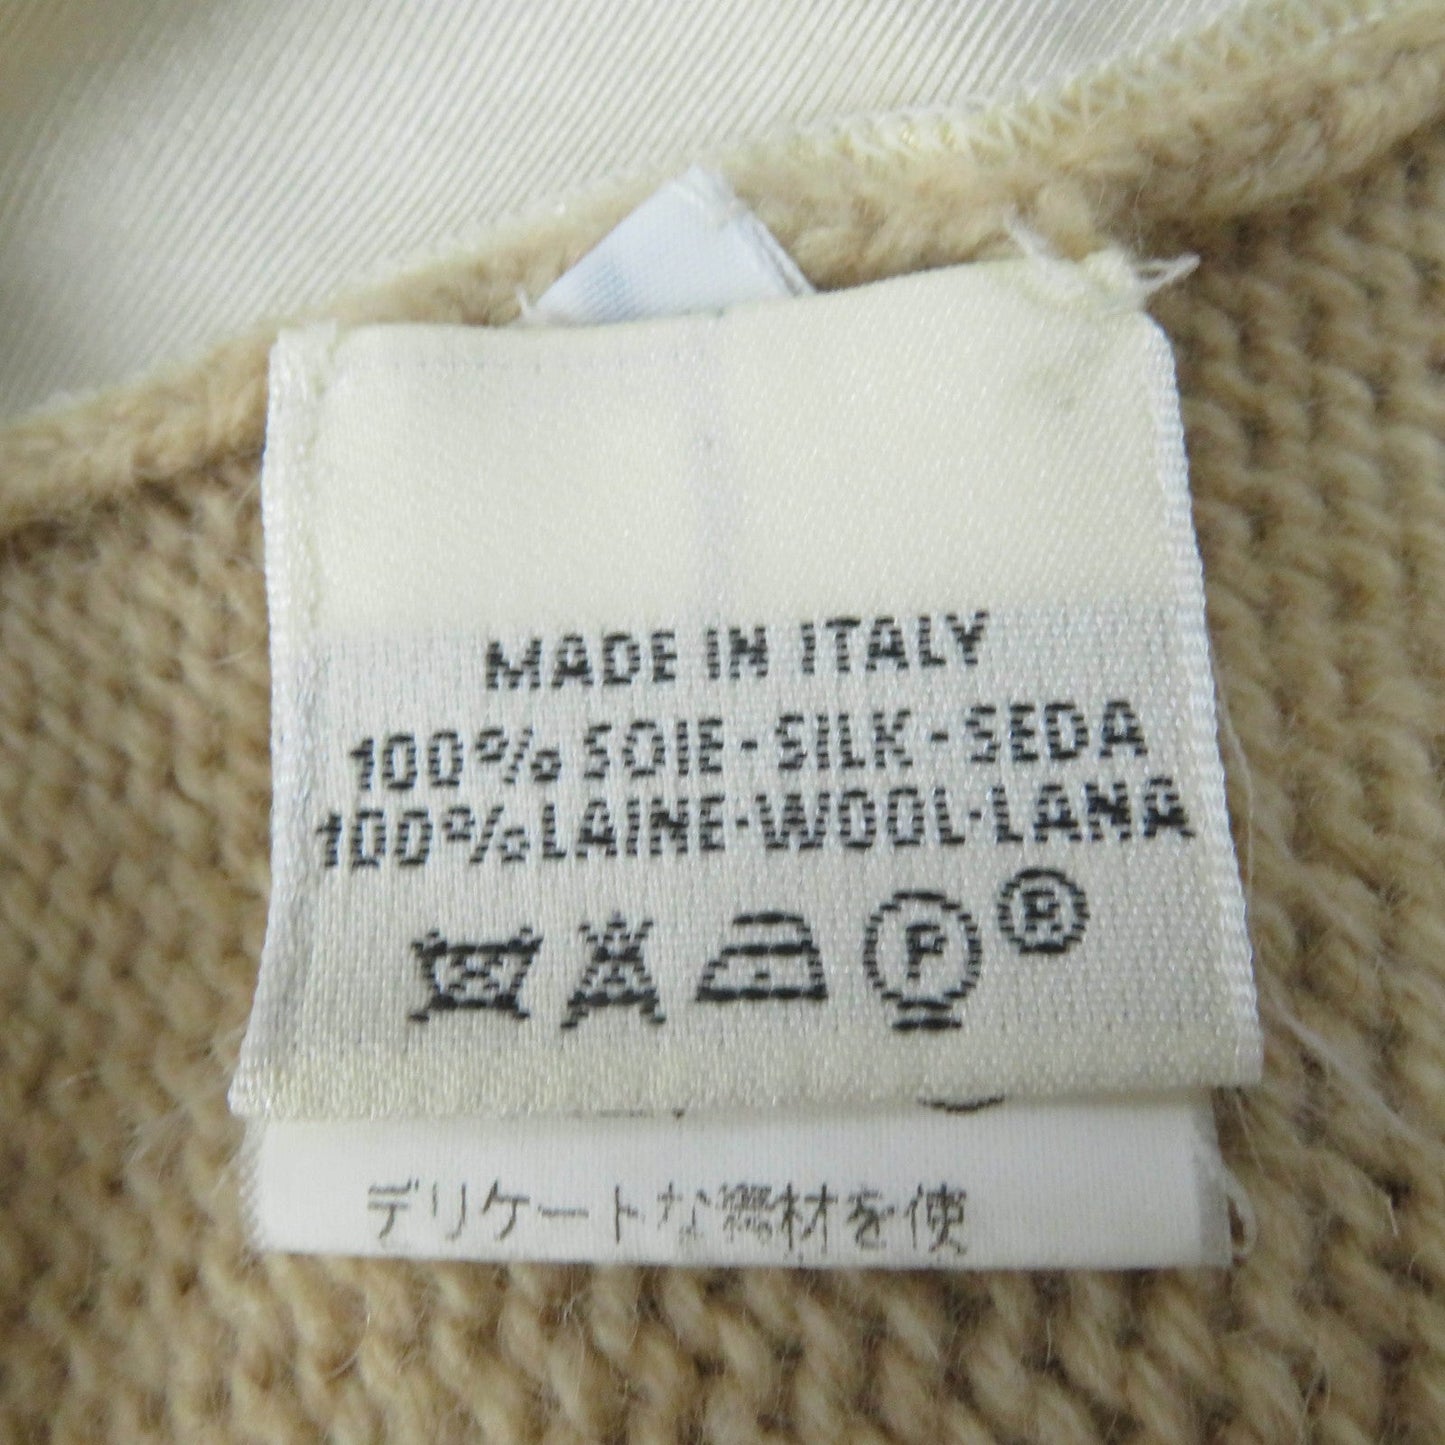 MADE IN ITALY
100% SOIE-SILK-SEDA
100% LAINE-WOOL-LANA
P ®
デリケートな素材を使